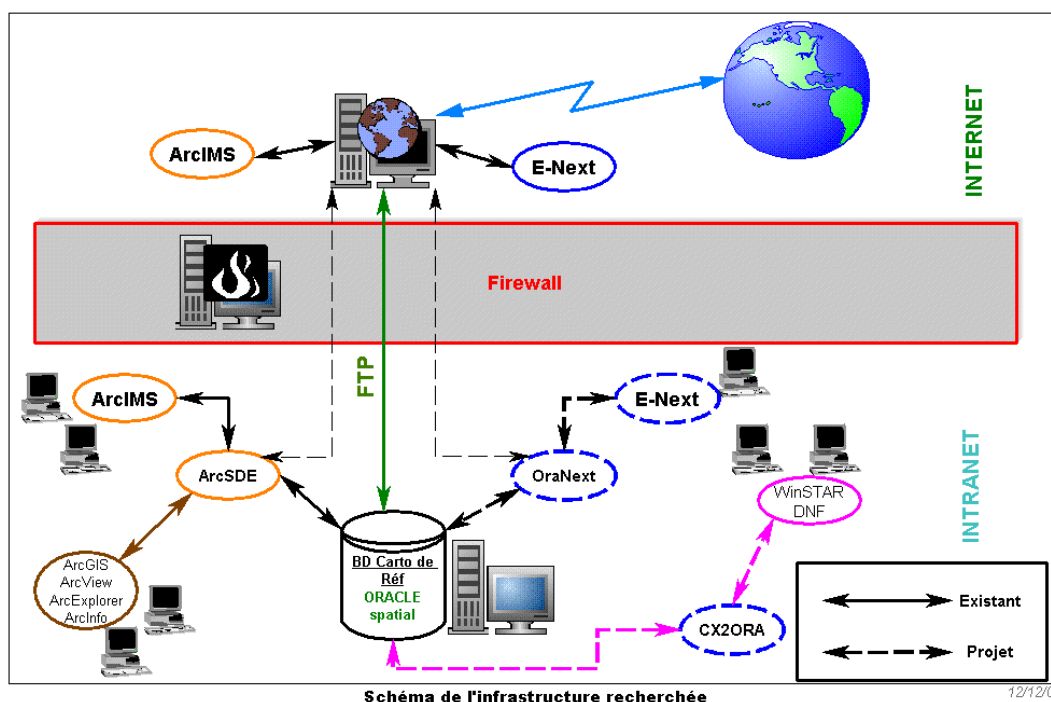 INTERNET
ArcIMS
E-Next
Firewall
FTP
ArcIMS
E-Next
ArcSDE
OraNext
WinSTAR
DNF
INTRANET
ArcGIS
ArcView
ArcExplorer
ArcInfo
BD Carto de
Réf
ORACLE
spatial
CX2ORA
Existant
Projet
Schéma de l'infrastructure recherchée